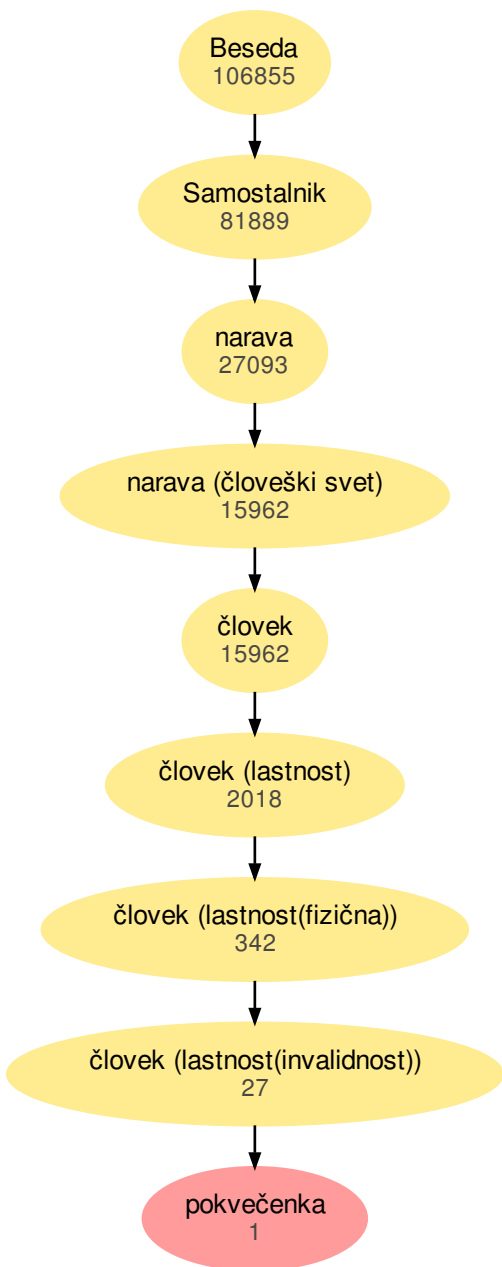 Beseda
106855
Samostalnik
81889
narava
27093
narava (človeški svet)
15962
človek
15962
človek (lastnost)
2018
človek (lastnost(fizična))
342
človek (lastnost(invalidnost))
27
pokvečenka
1